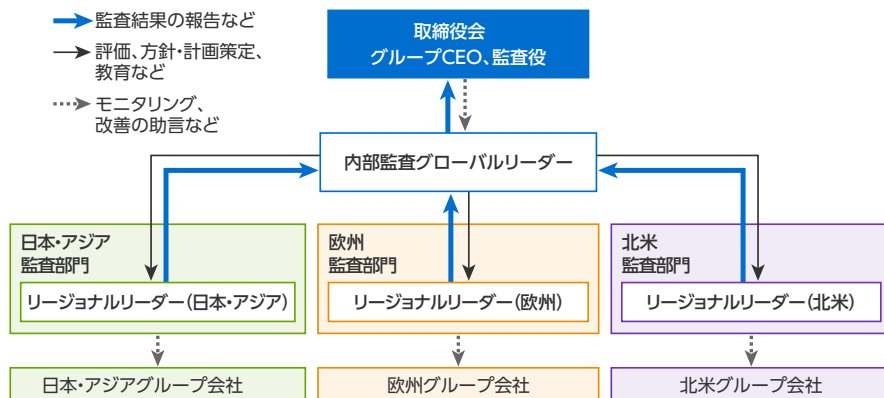 監査結果の報告など
評価、方針・計画策定、
教育など
モニタリング、
改善の助言など
取締役会
グループCEO、監査役
内部監査グローバルリーダー
日本・アジア
監査部門
リージョナルリーダー(日本・アジア)
欧州
監査部門
リージョナルリーダー(欧州)
北米
監査部門
リージョナルリーダー(北米)
日本・アジアグループ会社
欧州グループ会社
北米グループ会社